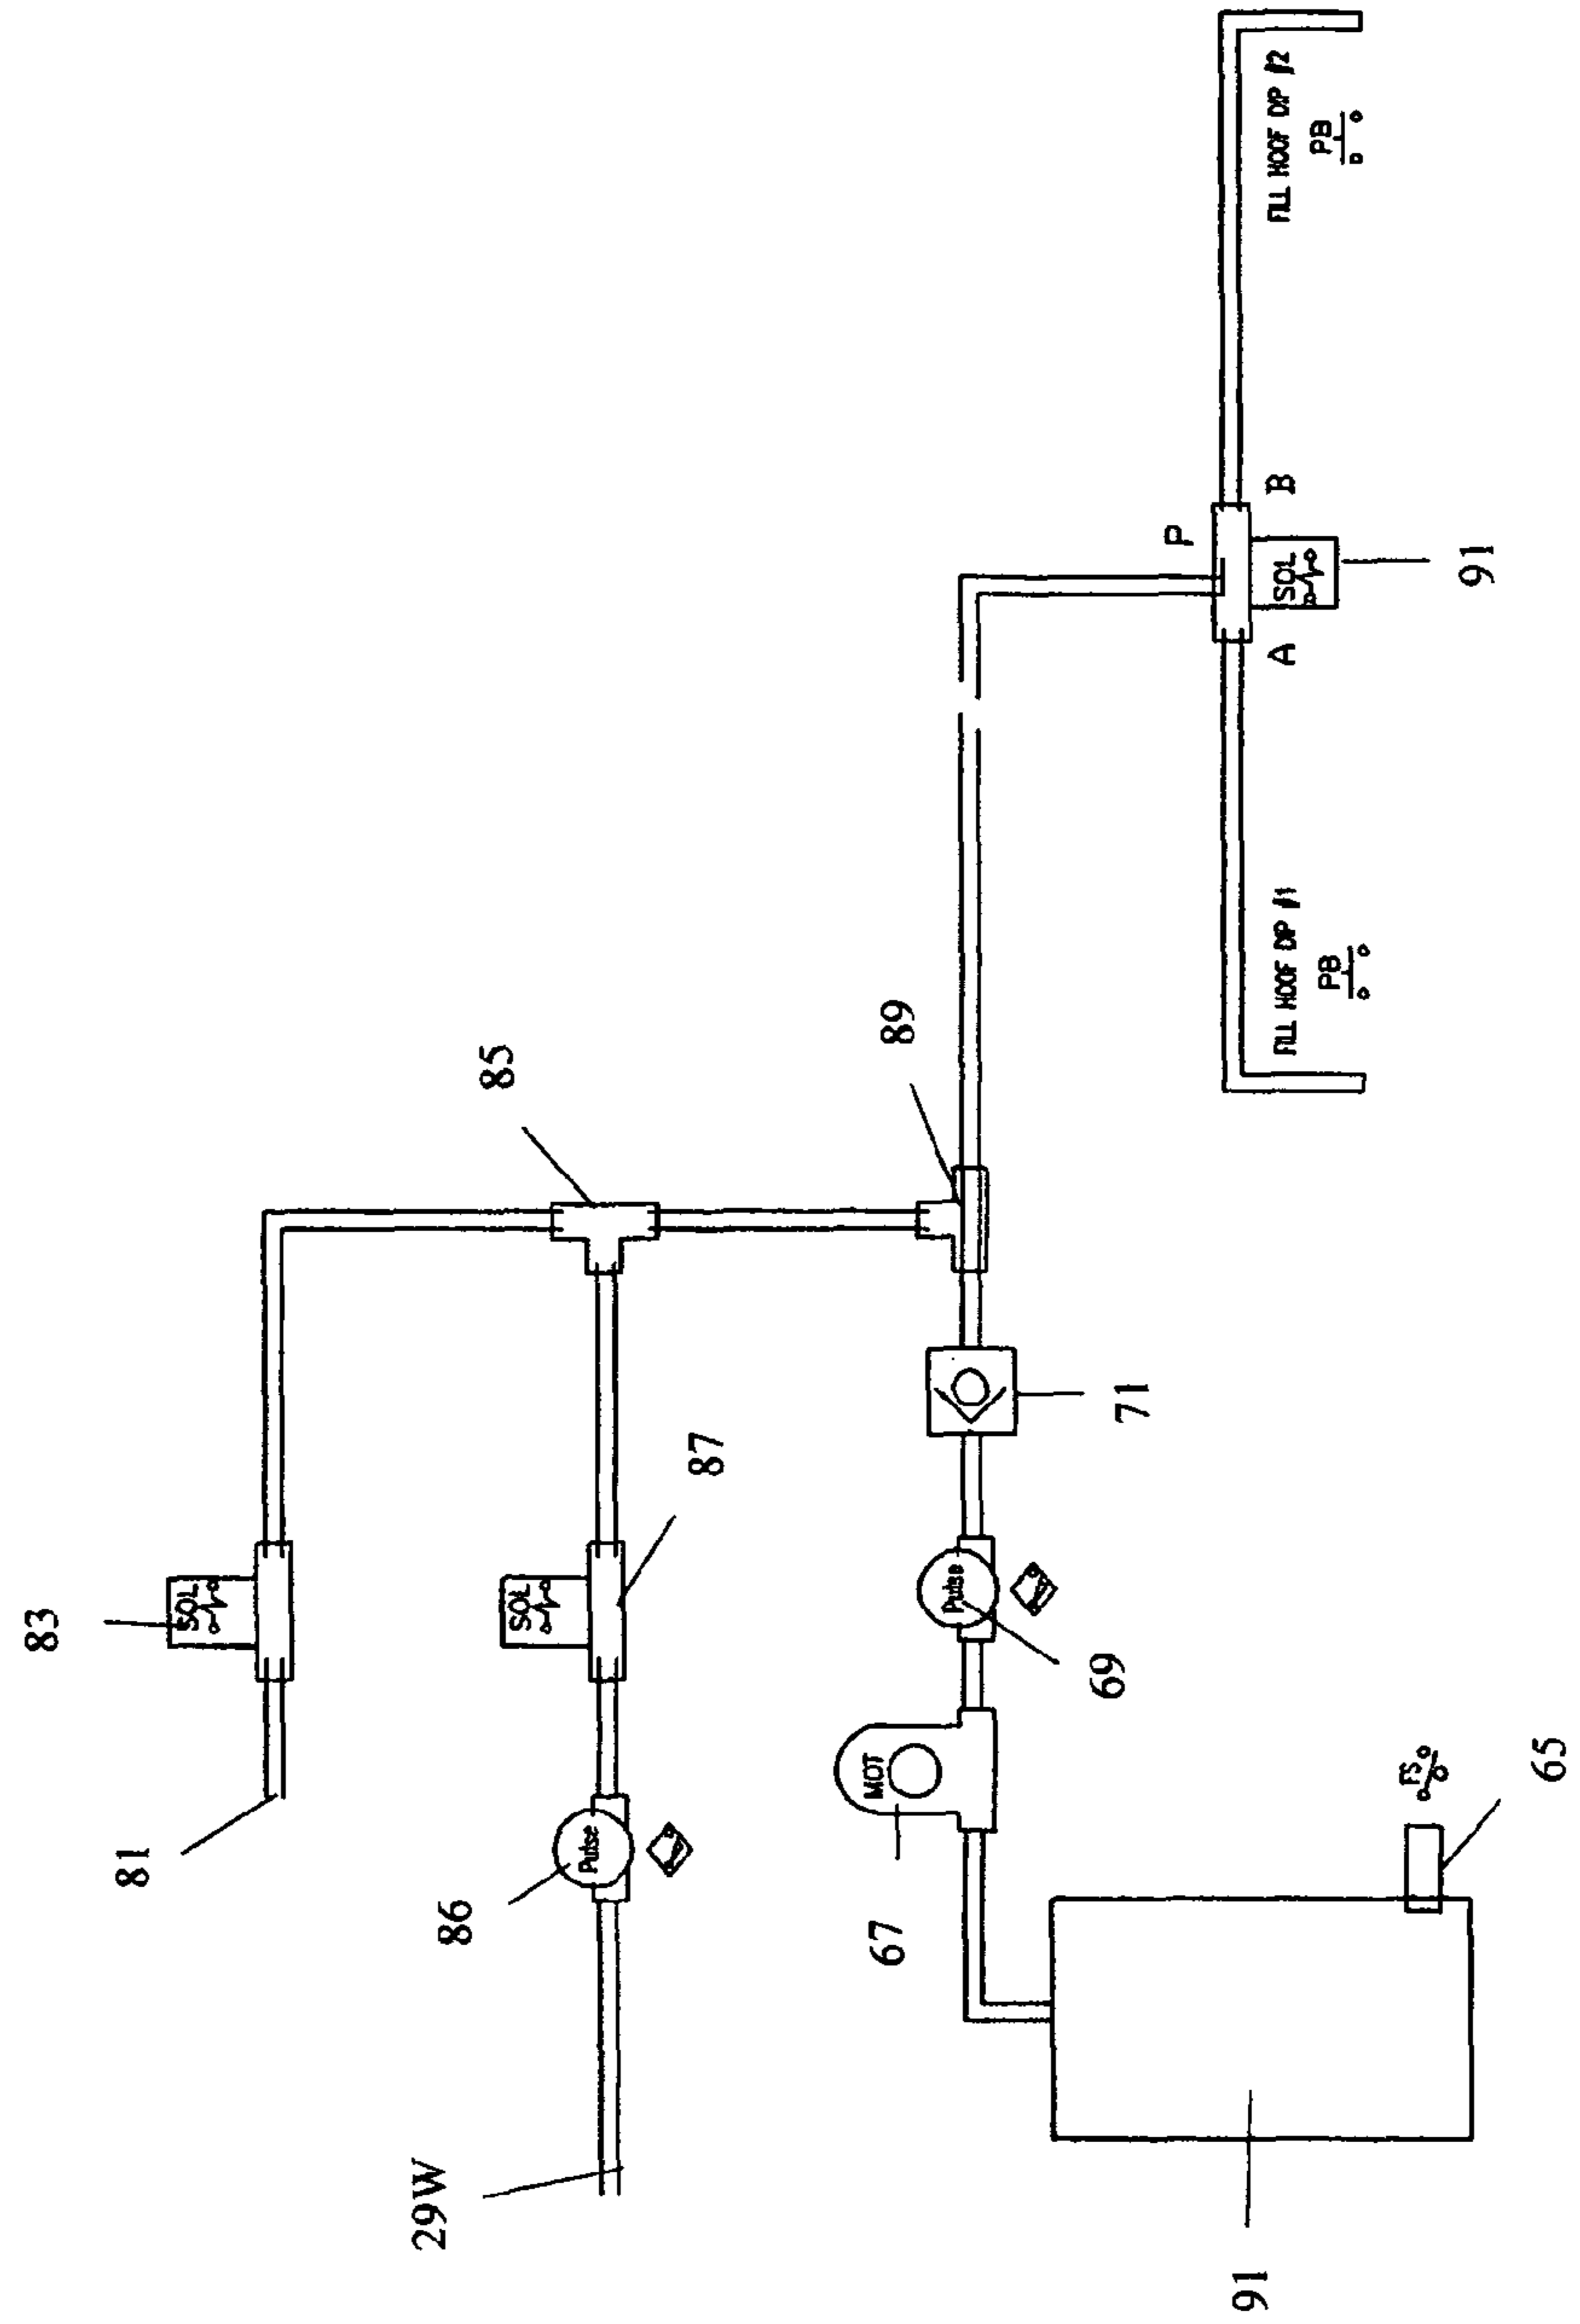 83
SOL
81
85
SOL
87
86
Pulse
29W
89
MOT
67
Pulse
69
71
P
A
B
SOL
91
FILL HOOF DIP #1
PB
FILL HOOF DIP #2
PB
FS
65
91